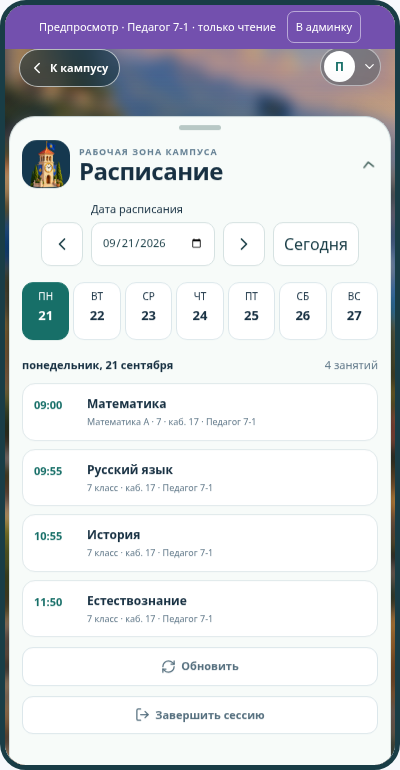 Предпросмотр · Педагог 7-1 · только чтение
В админку
К кампусу
П
РАБОЧАЯ ЗОНА КАМПУСА
Расписание
Дата расписания
09/21/2026
Сегодня
ПН ВТ СР ЧТ ПТ СБ ВС
21 22 23 24 25 26 27
понедельник, 21 сентября 4 занятий
09:00 Математика
Математика А · 7 · каб. 17 · Педагог 7-1
09:55 Русский язык
7 класс · каб. 17 · Педагог 7-1
10:55 История
7 класс · каб. 17 · Педагог 7-1
11:50 Естествознание
7 класс · каб. 17 · Педагог 7-1
Обновить
Завершить сессию